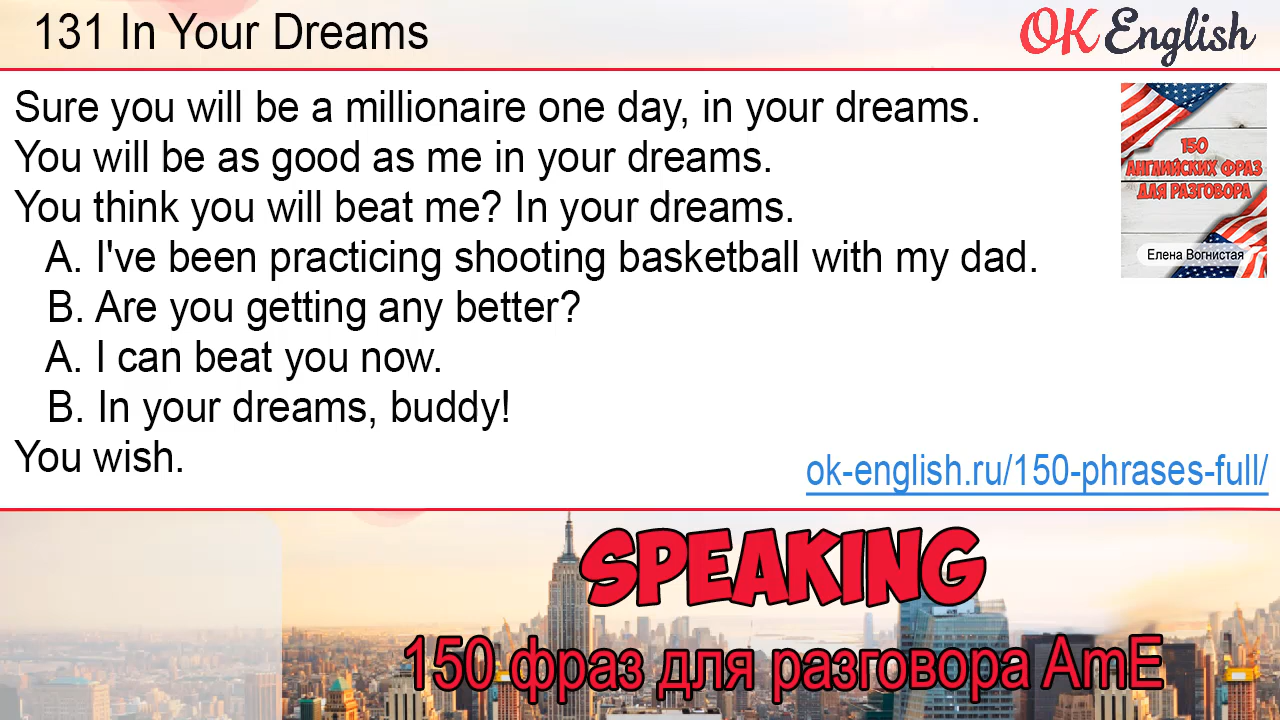 131 In Your Dreams
OK English
Sure you will be a millionaire one day, in your dreams.
You will be as good as me in your dreams.
You think you will beat me? In your dreams.
A. I've been practicing shooting basketball with my dad.
B. Are you getting any better?
A. I can beat you now.
B. In your dreams, buddy!
You wish.
150
АНГЛИЙСКИХ ФРАЗ
ДЛЯ РАЗГОВОРА
Елена Вогнистая
ok-english.ru/150-phrases-full/
SPEAKING
150 фраз для разговора AmE